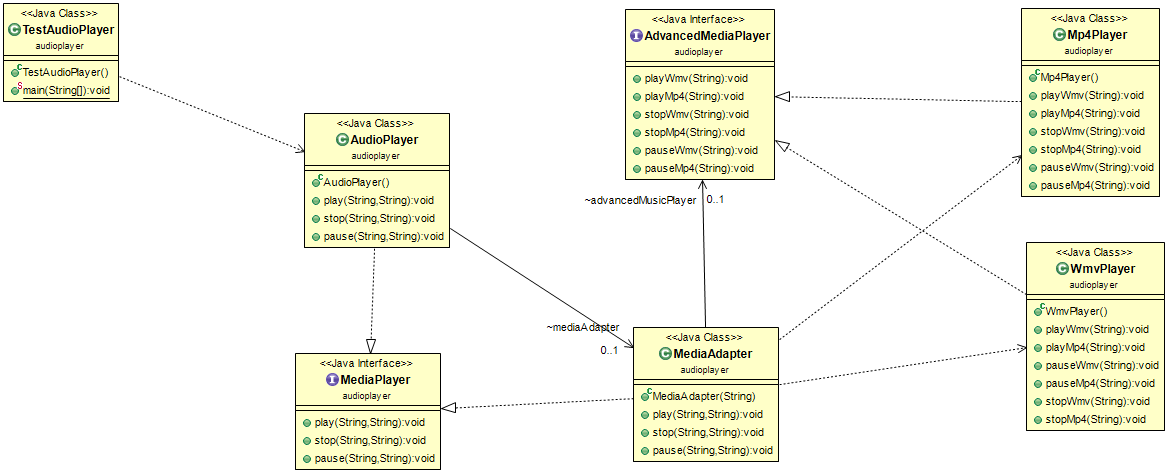 <<Java Class>>
TestAudioPlayer
audioplayer
TestAudioPlayer()
main(String[]):void
<<Java Class>>
AudioPlayer
audioplayer
AudioPlayer()
play(String,String):void
stop(String,String):void
pause(String,String):void
<<Java Interface>>
AdvancedMediaPlayer
audioplayer
playWmv(String):void
playMp4(String):void
stopWmv(String):void
stopMp4(String):void
pauseWmv(String):void
pauseMp4(String):void
<<Java Class>>
Mp4Player
audioplayer
Mp4Player()
playWmv(String):void
playMp4(String):void
stopWmv(String):void
stopMp4(String):void
pauseWmv(String):void
pauseMp4(String):void
~advancedMusicPlayer
0..1
~mediaAdapter
0..1
<<Java Interface>>
MediaPlayer
audioplayer
play(String,String):void
stop(String,String):void
pause(String,String):void
<<Java Class>>
MediaAdapter
audioplayer
MediaAdapter(String)
play(String,String):void
stop(String,String):void
pause(String,String):void
<<Java Class>>
WmvPlayer
audioplayer
WmvPlayer()
playWmv(String):void
playMp4(String):void
pauseWmv(String):void
pauseMp4(String):void
stopWmv(String):void
stopMp4(String):void